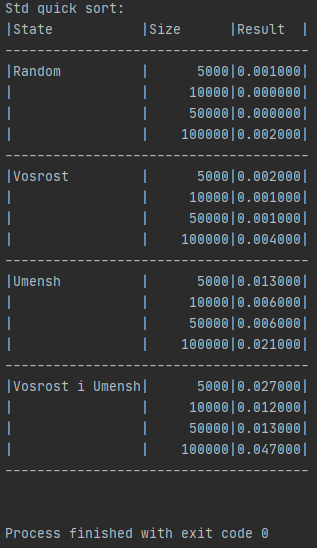 Std quick sort:
|State          |Size     |Result  |
--------------------------------------
|Random         |     5000|0.001000|
|               |    10000|0.000000|
|               |    50000|0.000000|
|               |   100000|0.002000|
--------------------------------------
|Vosrost        |     5000|0.002000|
|               |    10000|0.001000|
|               |    50000|0.001000|
|               |   100000|0.004000|
--------------------------------------
|Umensh         |     5000|0.013000|
|               |    10000|0.006000|
|               |    50000|0.006000|
|               |   100000|0.021000|
--------------------------------------
|Vosrost i Umensh|     5000|0.027000|
|               |    10000|0.012000|
|               |    50000|0.013000|
|               |   100000|0.047000|
--------------------------------------
Process finished with exit code 0